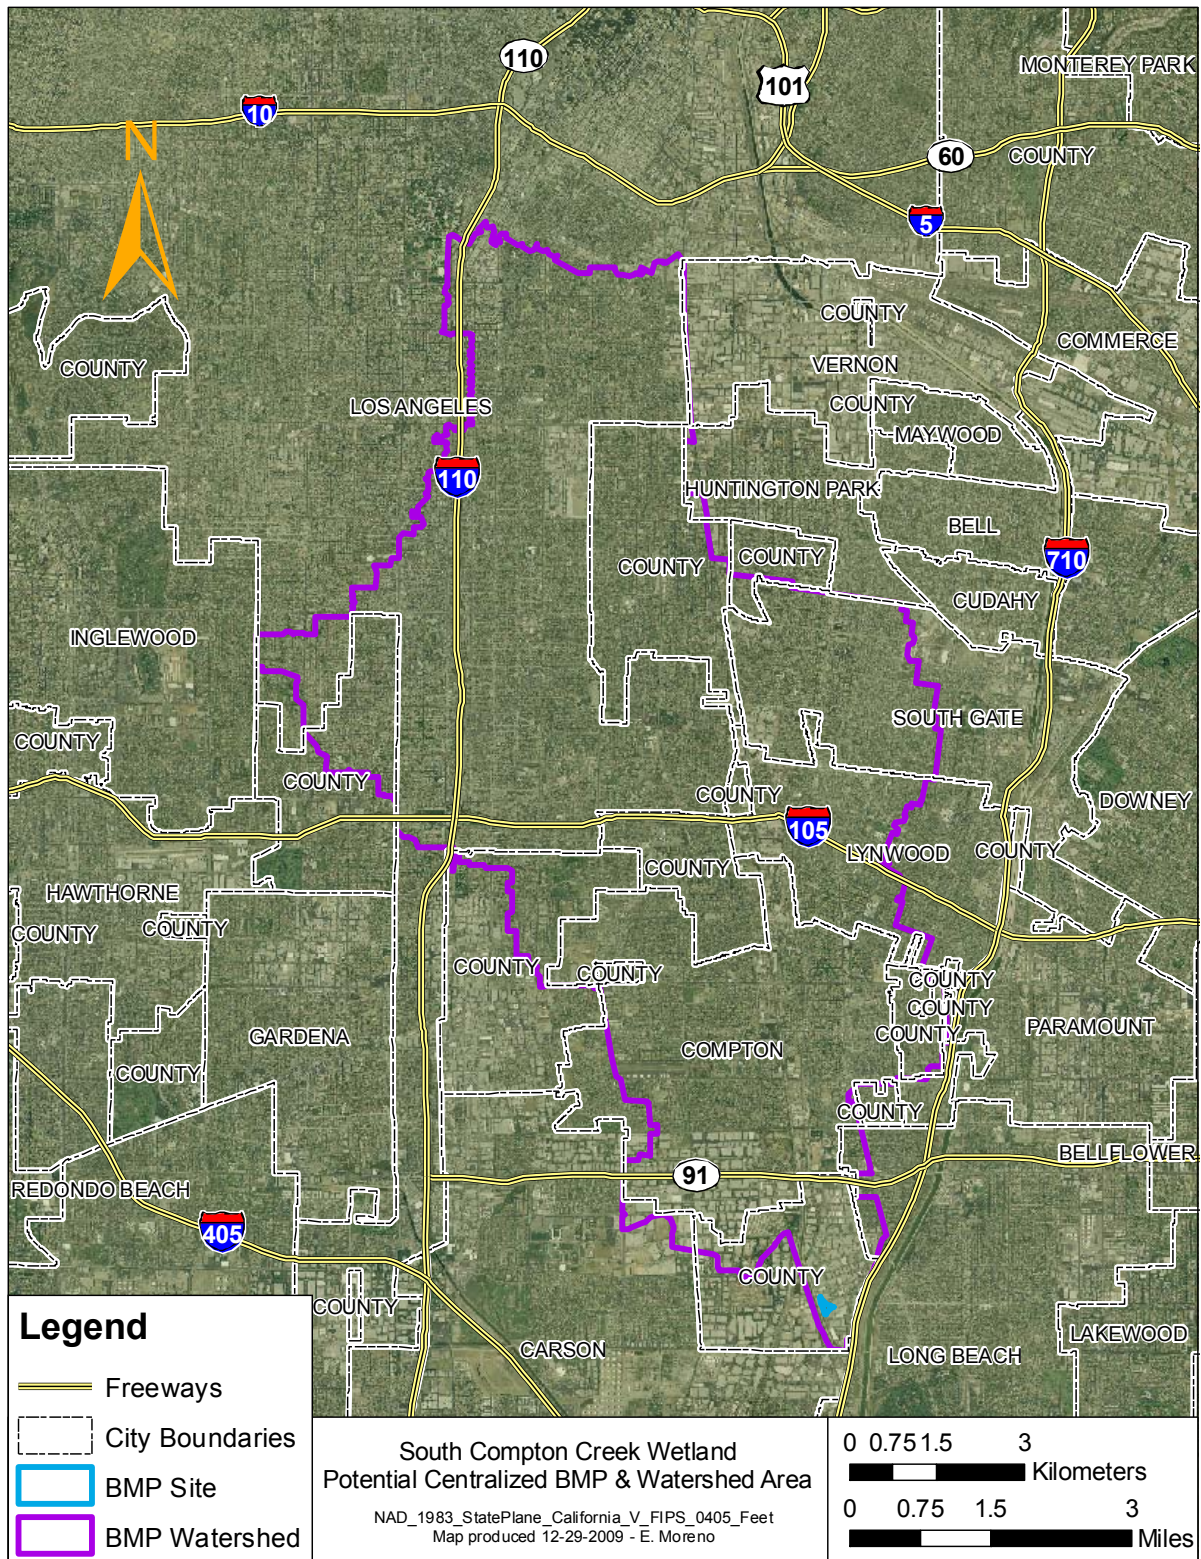 110
101
MONTEREY PARK
10
N
60
COUNTY
5
COUNTY
COMMERCE
COUNTY
VERNON
LOS ANGELES
COUNTY
MAYWOOD
110
HUNTINGTON PARK
BELL
COUNTY
COUNTY
710
CUDAHY
INGLEWOOD
SOUTH GATE
COUNTY
COUNTY
COUNTY
DOWNEY
105
LYNWOOD
COUNTY
COUNTY
HAWTHORNE
COUNTY
COUNTY
COUNTY
COUNTY
COUNTY
COUNTY
GARDENA
COMPTON
COUNTY
PARAMOUNT
COUNTY
COUNTY
BELLFLOWER
91
REDONDO BEACH
405
COUNTY
COUNTY
CARSON
LONG BEACH
LAKEWOOD
Legend
Freeways
City Boundaries
BMP Site
BMP Watershed
South Compton Creek Wetland
Potential Centralized BMP & Watershed Area
NAD_1983_StatePlane_California_V_FIPS_0405_Feet
Map produced 12-29-2009 - E. Moreno
0 0.75 1.5 3
Kilometers
0 0.75 1.5 3
Miles